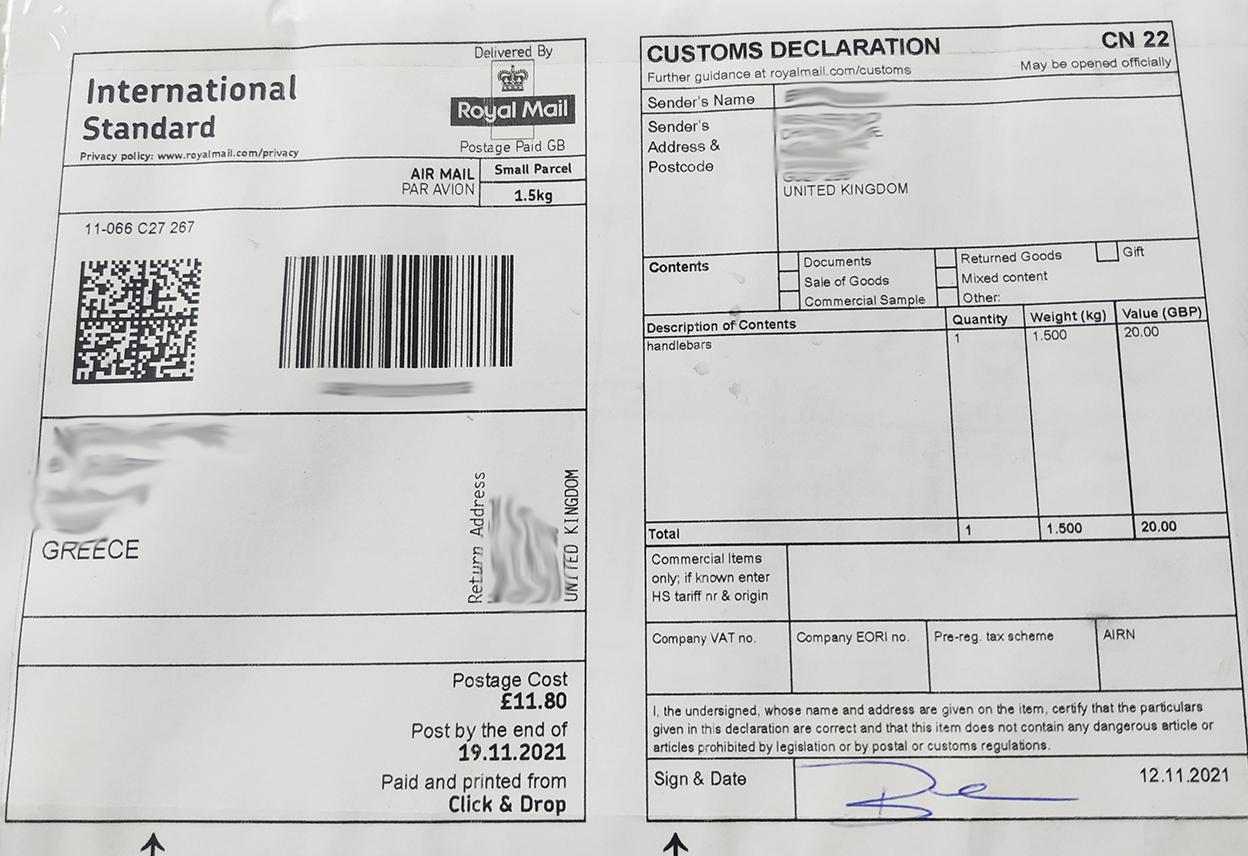 International
Standard
Privacy policy: www.royalmail.com/privacy
Delivered By
Royal Mail
Postage Paid GB
AIR MAIL
PAR AVION
Small Parcel
1.5kg
11-066 C27 267
GREECE
Return Address
UNITED KINGDOM
Postage Cost
£11.80
Post by the end of
19.11.2021
Paid and printed from
Click & Drop
CUSTOMS DECLARATION
CN 22
Further guidance at royalmail.com/customs
May be opened officially
Sender's Name
Sender's
Address &
Postcode
UNITED KINGDOM
Contents
Documents
Sale of Goods
Commercial Sample
Returned Goods
Mixed content
Other:
Gift
Description of Contents
Quantity
Weight (kg)
Value (GBP)
handlebars
1
1.500
20.00
Total
1
1.500
20.00
Commercial Items
only; if known enter
HS tariff nr & origin
Company VAT no.
Company EORI no.
Pre-reg. tax scheme
AIRN
I, the undersigned, whose name and address are given on the item, certify that the particulars
given in this declaration are correct and that this item does not contain any dangerous article or
articles prohibited by legislation or by postal or customs regulations.
Sign & Date
12.11.2021